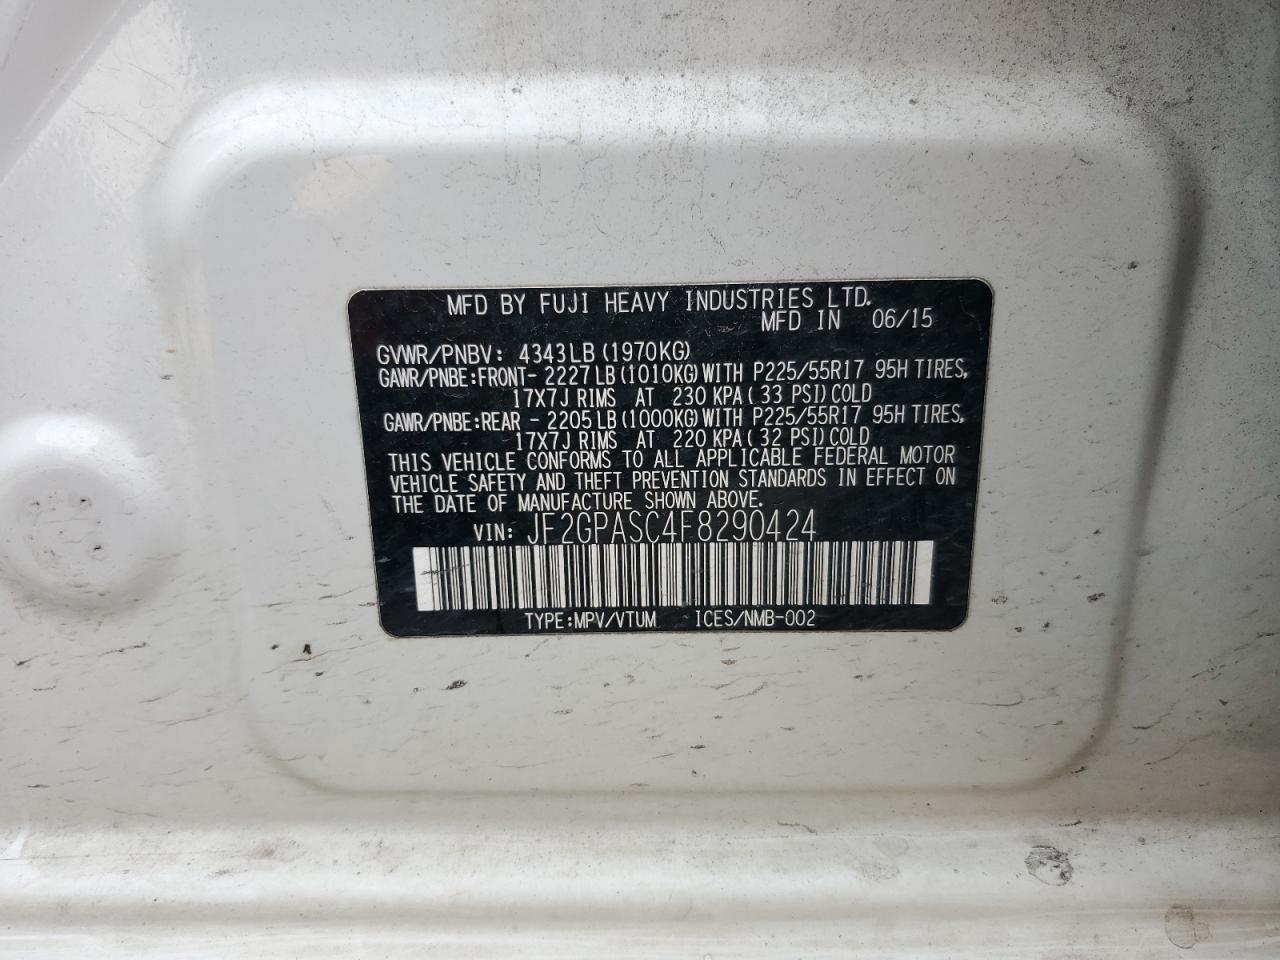 MFD BY FUJI HEAVY INDUSTRIES LTD.
MFD IN 06/15
GVWR/PNBV: 4343LB (1970KG)
GAWR/PNBE:FRONT- 2227LB (1010KG) WITH P225/55R17 95H TIRES,
17X7J RIMS AT 230 KPA ( 33 PSI) COLD
GAWR/PNBE:REAR - 2205LB (1000KG) WITH P225/55R17 95H TIRES,
17X7J RIMS AT 220 KPA ( 32 PSI) COLD
THIS VEHICLE CONFORMS TO ALL APPLICABLE FEDERAL MOTOR
VEHICLE SAFETY AND THEFT PREVENTION STANDARDS IN EFFECT ON
THE DATE OF MANUFACTURE SHOWN ABOVE.
VIN: JF2GPASC4F8290424
TYPE:MPV/VTUM ICES/NMB-002